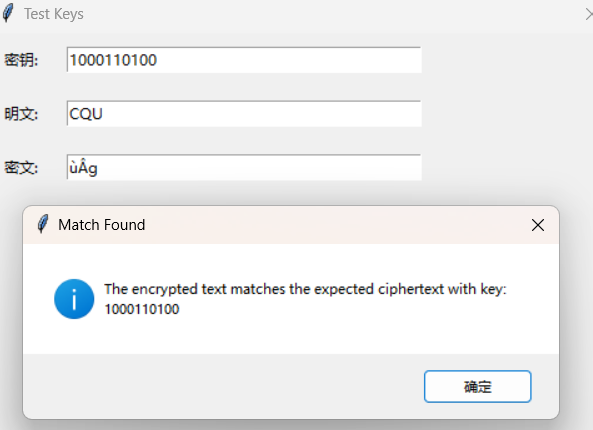 Test Keys
密钥: 1000110100
明文: CQU
密文: ùÂg
Match Found
The encrypted text matches the expected ciphertext with key:
1000110100
确定